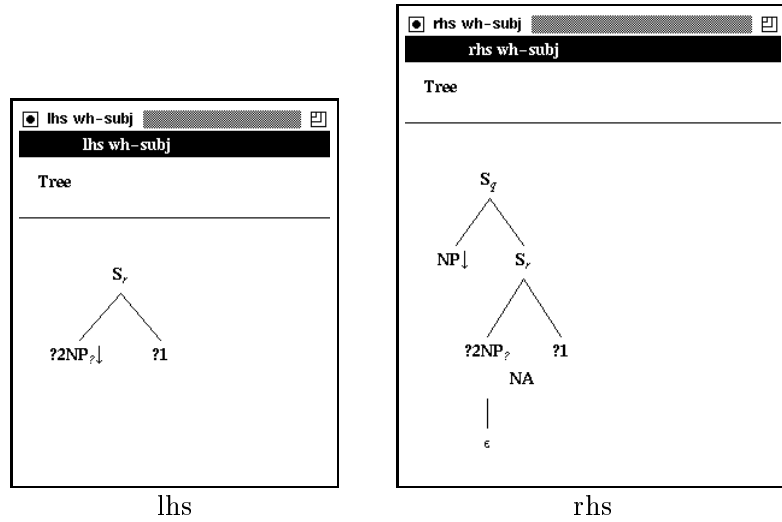 lhs wh-subj
lhs wh-subj
Tree
S_r
?2NP_?↓ ?1
lhs
rhs wh-subj
rhs wh-subj
Tree
S_q
NP↓ S_r
?2NP_? ?1
NA
ε
rhs